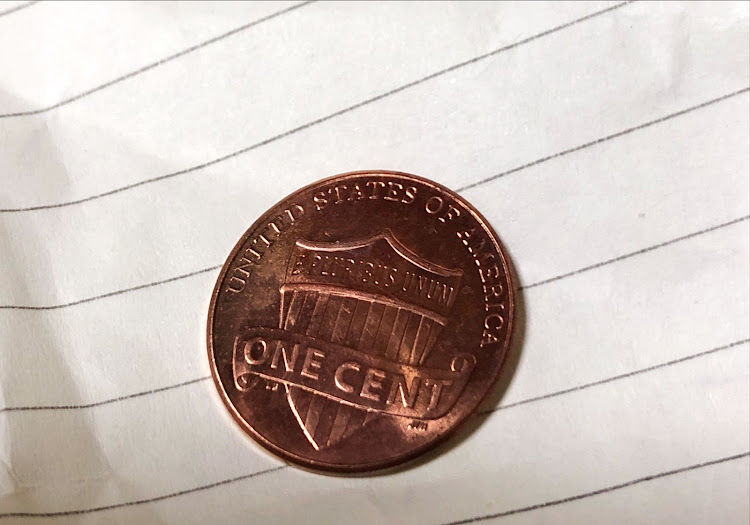 UNITED STATES OF AMERICA
E PLURIBUS UNUM
ONE CENT